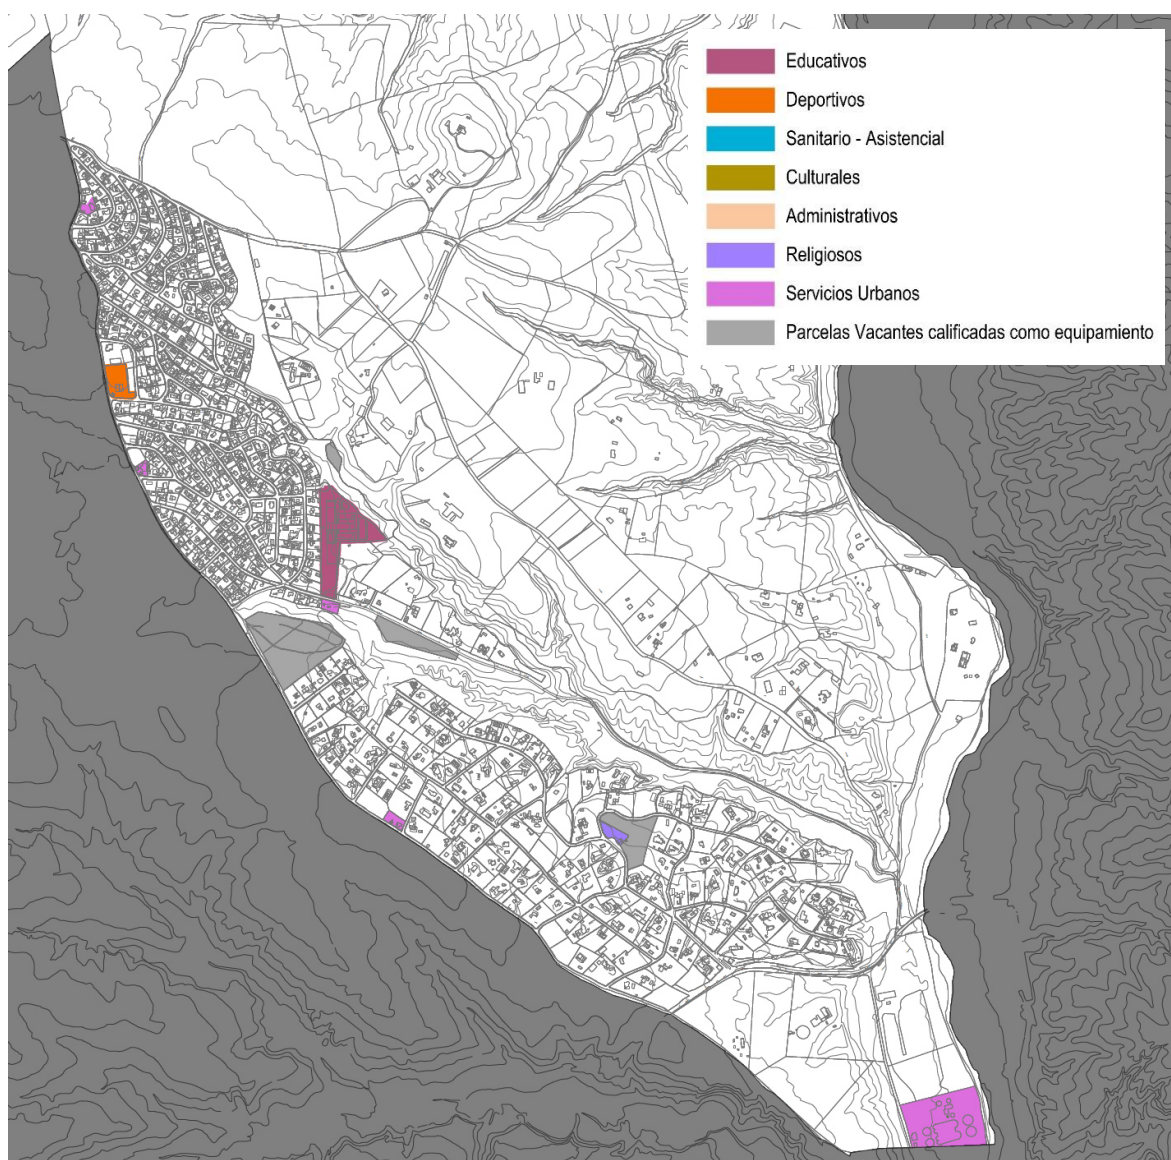 Educativos
Deportivos
Sanitario - Asistencial
Culturales
Administrativos
Religiosos
Servicios Urbanos
Parcelas Vacantes calificadas como equipamiento